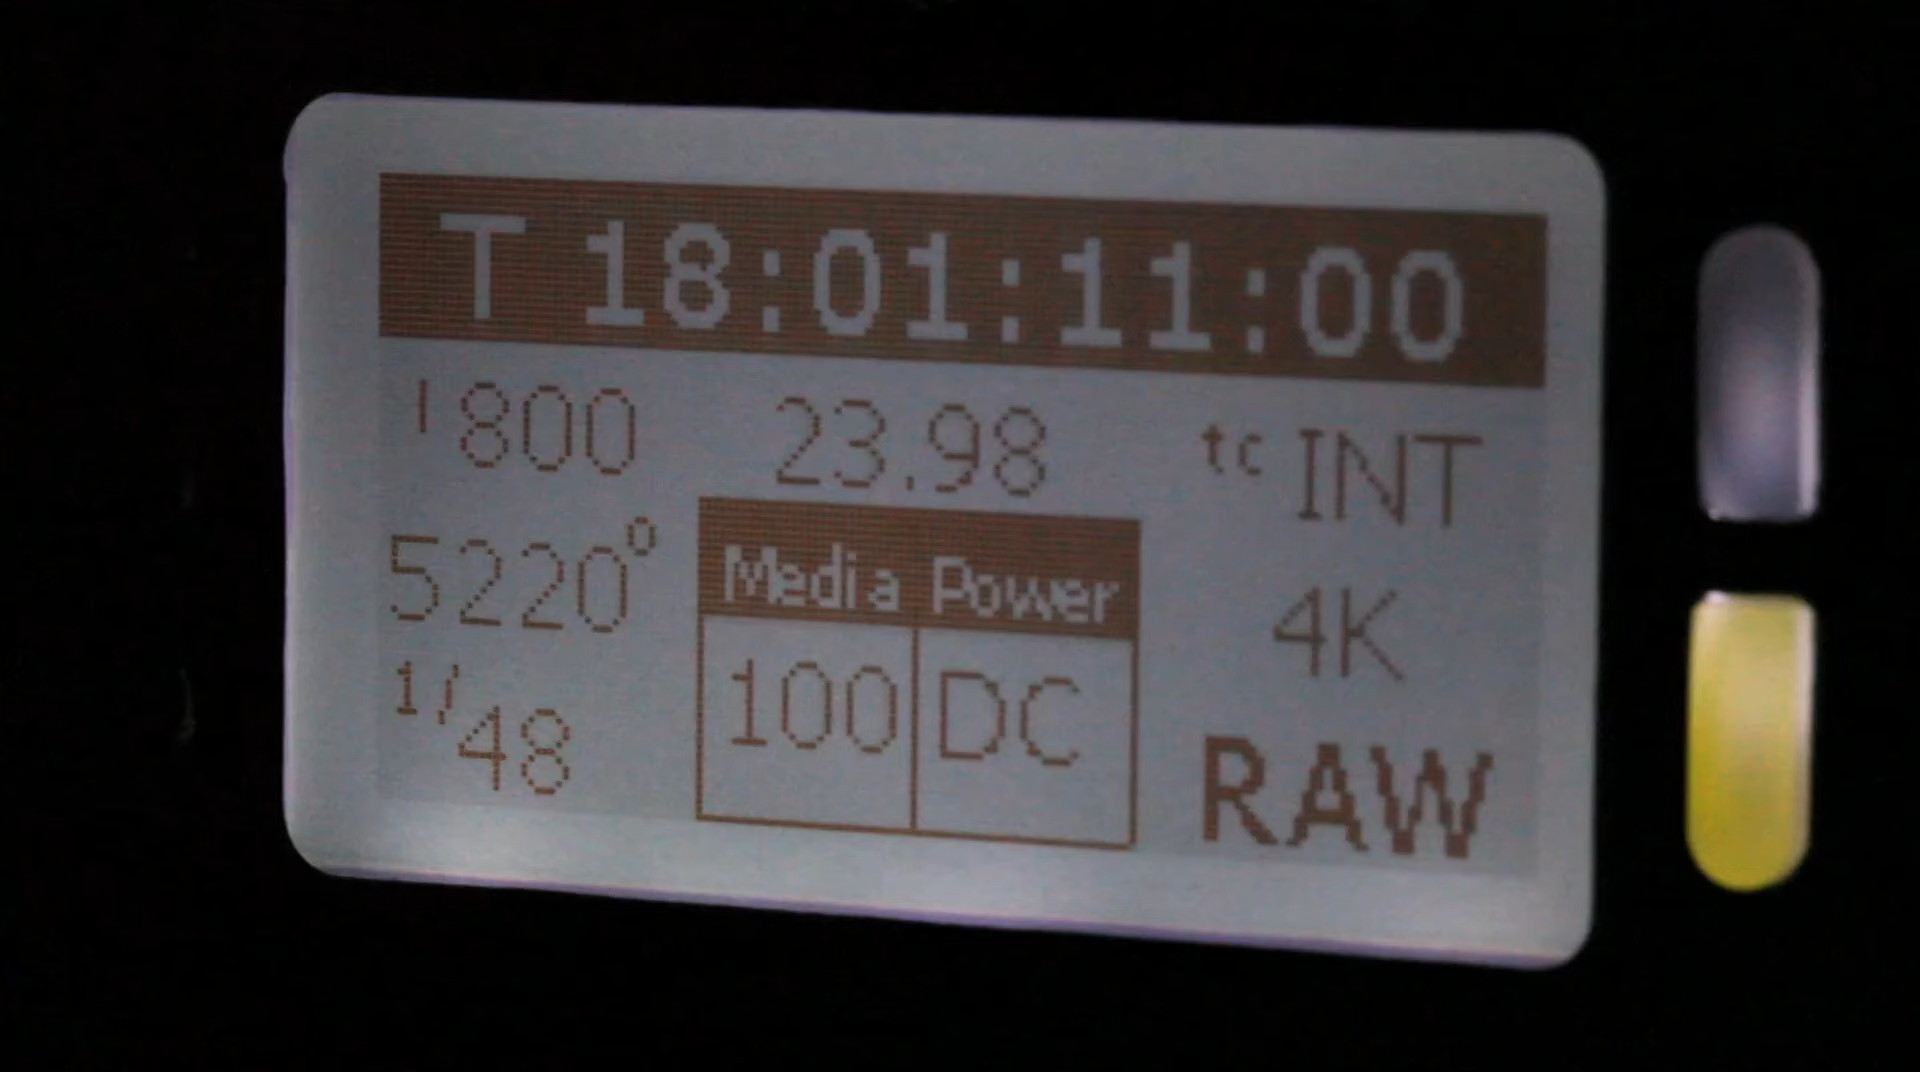 T 18:01:11:00
I 800 23.98 tc INT
5220° Media Power 4K
1/48 100 DC RAW